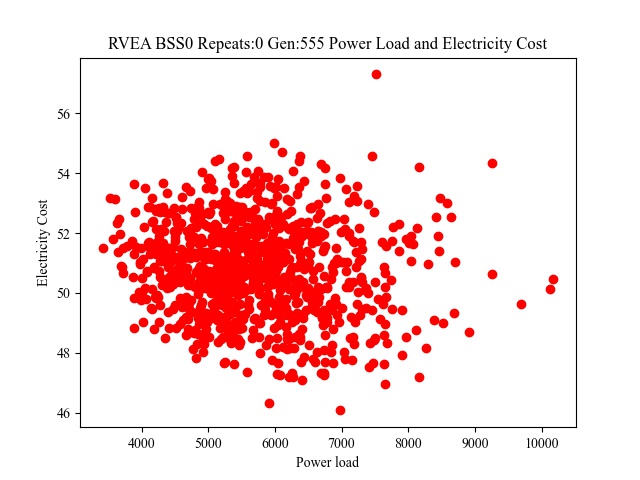 RVEA BSS0 Repeats:0 Gen:555 Power Load and Electricity Cost
Electricity Cost
56
54
52
50
48
46
4000 5000 6000 7000 8000 9000 10000
Power load